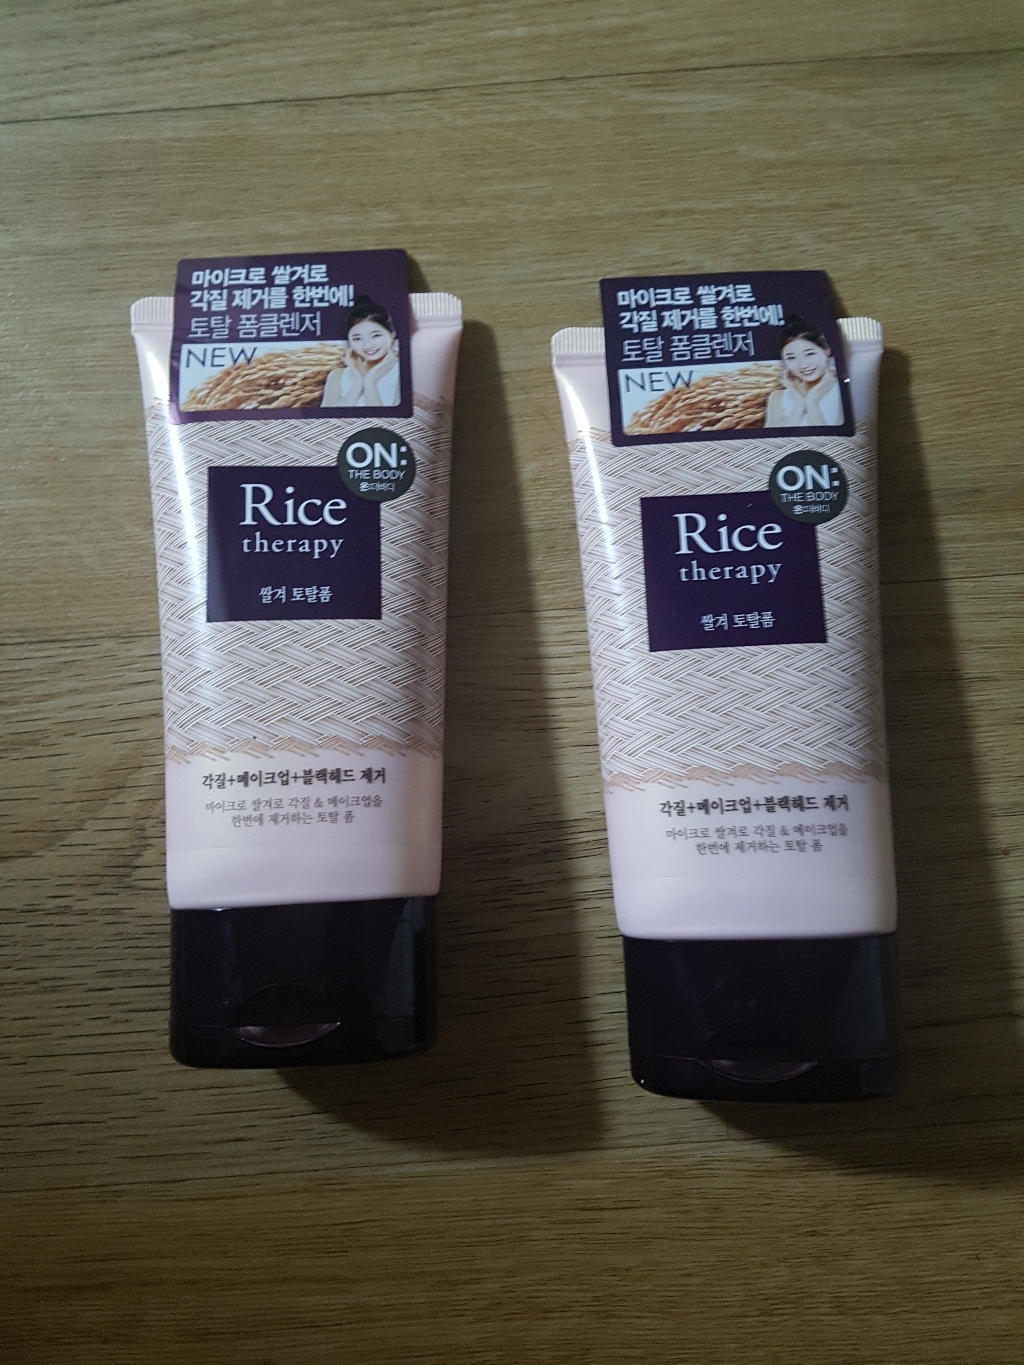 마이크로 쌀겨로
각질 제거를 한번에!
토탈 폼클렌저
NEW
ON:
THE BODY
온:더바디
Rice
therapy
쌀겨 토탈폼
각질+메이크업+블랙헤드 제거
마이크로 쌀겨로 각질 & 메이크업을
한번에 제거하는 토탈 폼
마이크로 쌀겨로
각질 제거를 한번에!
토탈 폼클렌저
NEW
ON:
THE BODY
온:더바디
Rice
therapy
쌀겨 토탈폼
각질+메이크업+블랙헤드 제거
마이크로 쌀겨로 각질 & 메이크업을
한번에 제거하는 토탈 폼